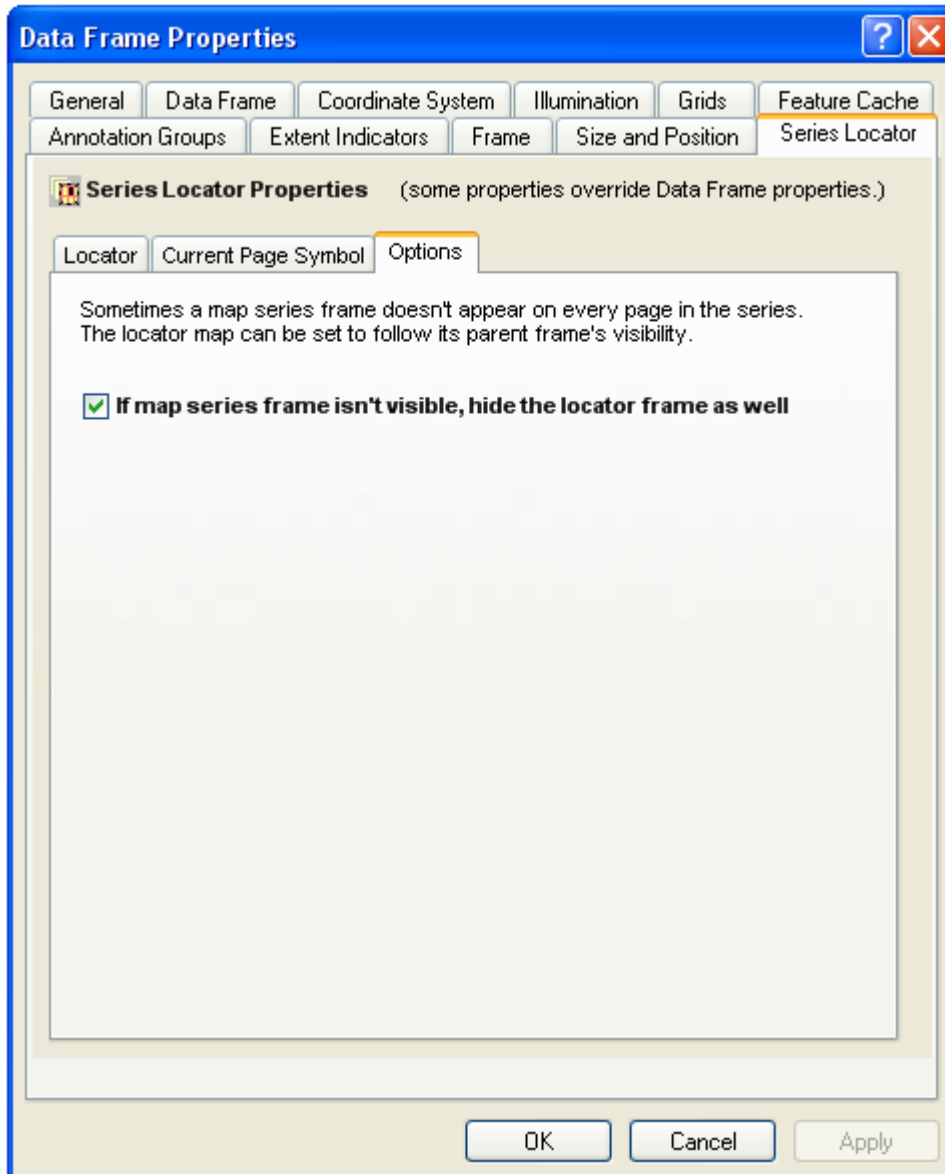 Data Frame Properties
General Data Frame Coordinate System Illumination Grids Feature Cache
Annotation Groups Extent Indicators Frame Size and Position Series Locator
Series Locator Properties (some properties override Data Frame properties.)
Locator Current Page Symbol Options
Sometimes a map series frame doesn't appear on every page in the series.
The locator map can be set to follow its parent frame's visibility.
If map series frame isn't visible, hide the locator frame as well
OK Cancel Apply